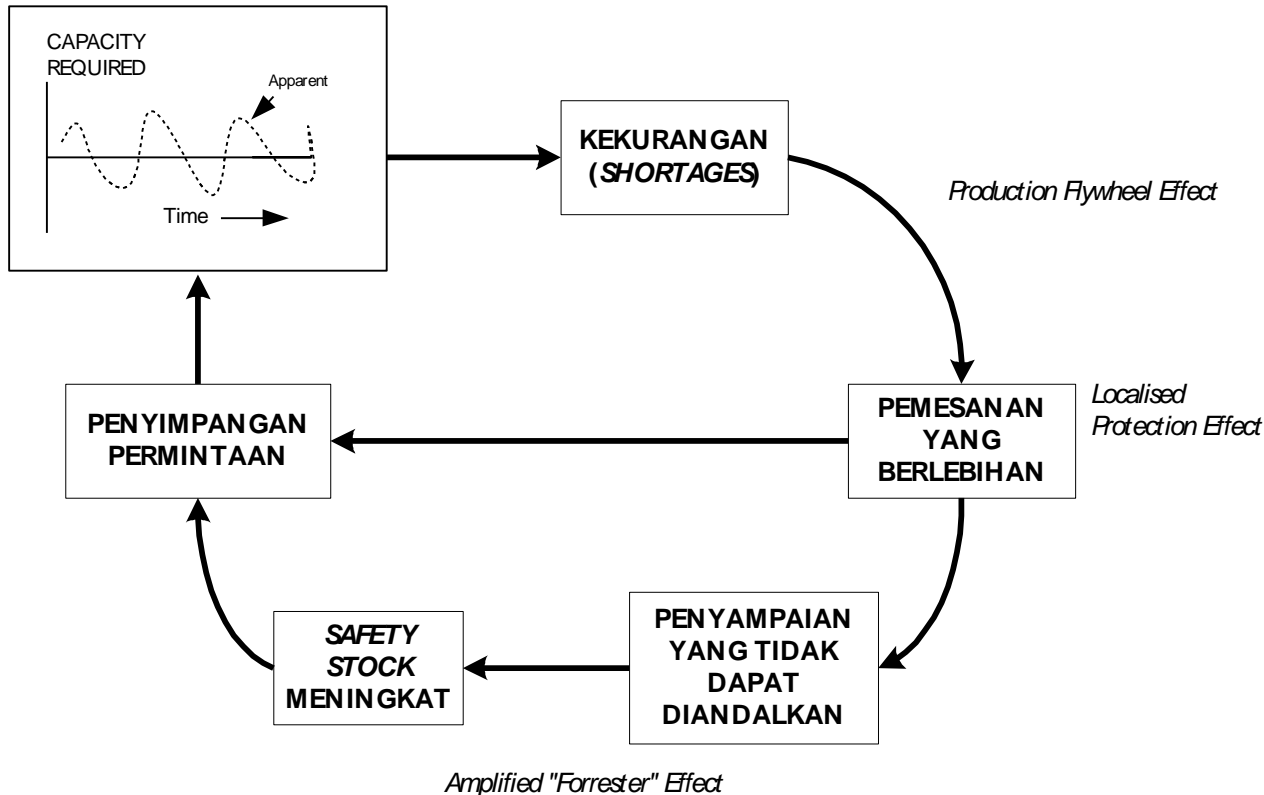 CAPACITY
REQUIRED
Apparent
Time
KEKURANGAN
(SHORTAGES)
Production Flywheel Effect
PENYIMPANGAN
PERMINTAAN
PEMESANAN
YANG
BERLEBIHAN
Localised
Protection Effect
SAFETY
STOCK
MENINGKAT
PENYAMPAIAN
YANG TIDAK
DAPAT
DIANDALKAN
Amplified "Forrester" Effect